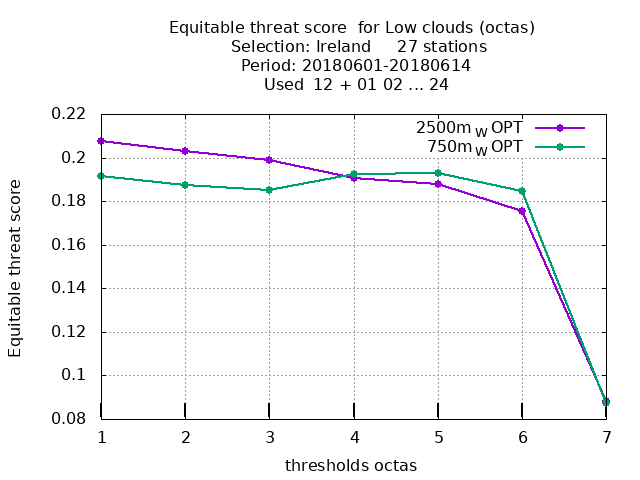 Equitable threat score  for Low clouds (octas)
Selection: Ireland     27 stations
Period: 20180601-20180614
Used  12 + 01 02 ... 24
0.22
0.2
0.18
0.16
0.14
0.12
0.1
0.08
Equitable threat score
2500m W OPT
750m W OPT
1 2 3 4 5 6 7
thresholds octas